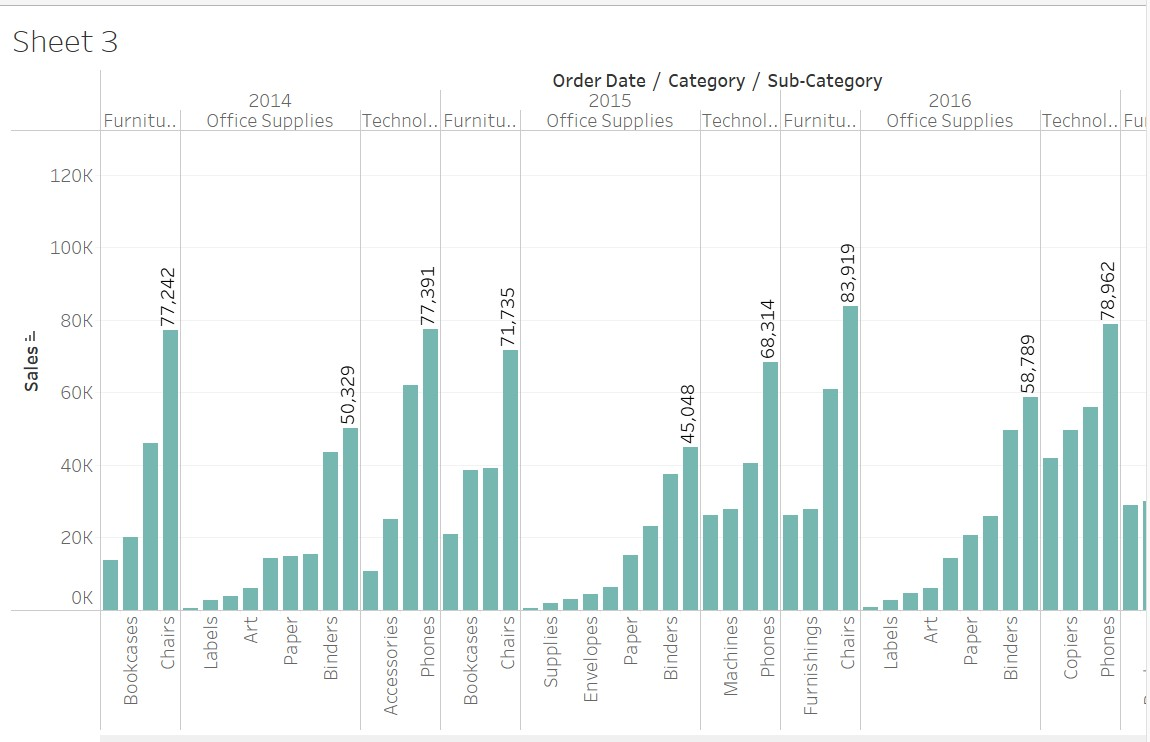 Sheet 3
Order Date / Category / Sub-Category
2014 2015 2016
Furnitu.. Office Supplies Technol.. Furnitu.. Office Supplies Technol.. Furnitu.. Office Supplies Technol.. Fu
120K
100K
80K
60K
40K
20K
0K
Sales
77,242
50,329
77,391
71,735
45,048
68,314
83,919
58,789
78,962
Bookcases
Chairs
Labels
Art
Paper
Binders
Accessories
Phones
Bookcases
Chairs
Supplies
Envelopes
Paper
Binders
Machines
Phones
Furnishings
Chairs
Labels
Art
Paper
Binders
Copiers
Phones